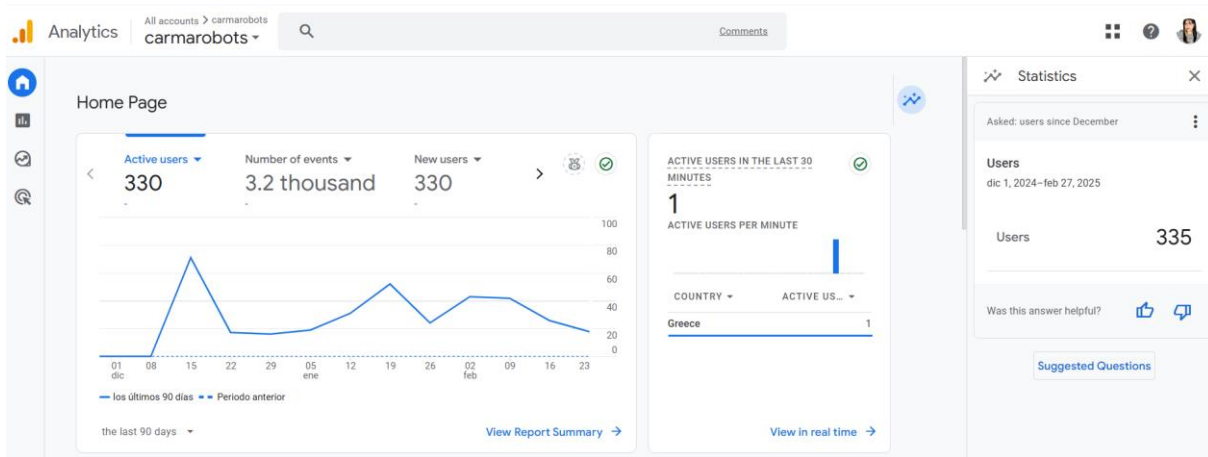 Analytics
All accounts > carmarobots
carmarobots
Comments
Home Page
Active users
330
-
Number of events
3.2 thousand
-
New users
330
-
100
80
60
40
20
0
01 dic
08
15
22
29
05 ene
12
19
26
02 feb
09
16
23
los últimos 90 días
Periodo anterior
the last 90 days
View Report Summary
ACTIVE USERS IN THE LAST 30
MINUTES
1
ACTIVE USERS PER MINUTE
COUNTRY
ACTIVE US...
Greece
1
View in real time
Statistics
Asked: users since December
Users
dic 1, 2024–feb 27, 2025
Users
335
Was this answer helpful?
Suggested Questions